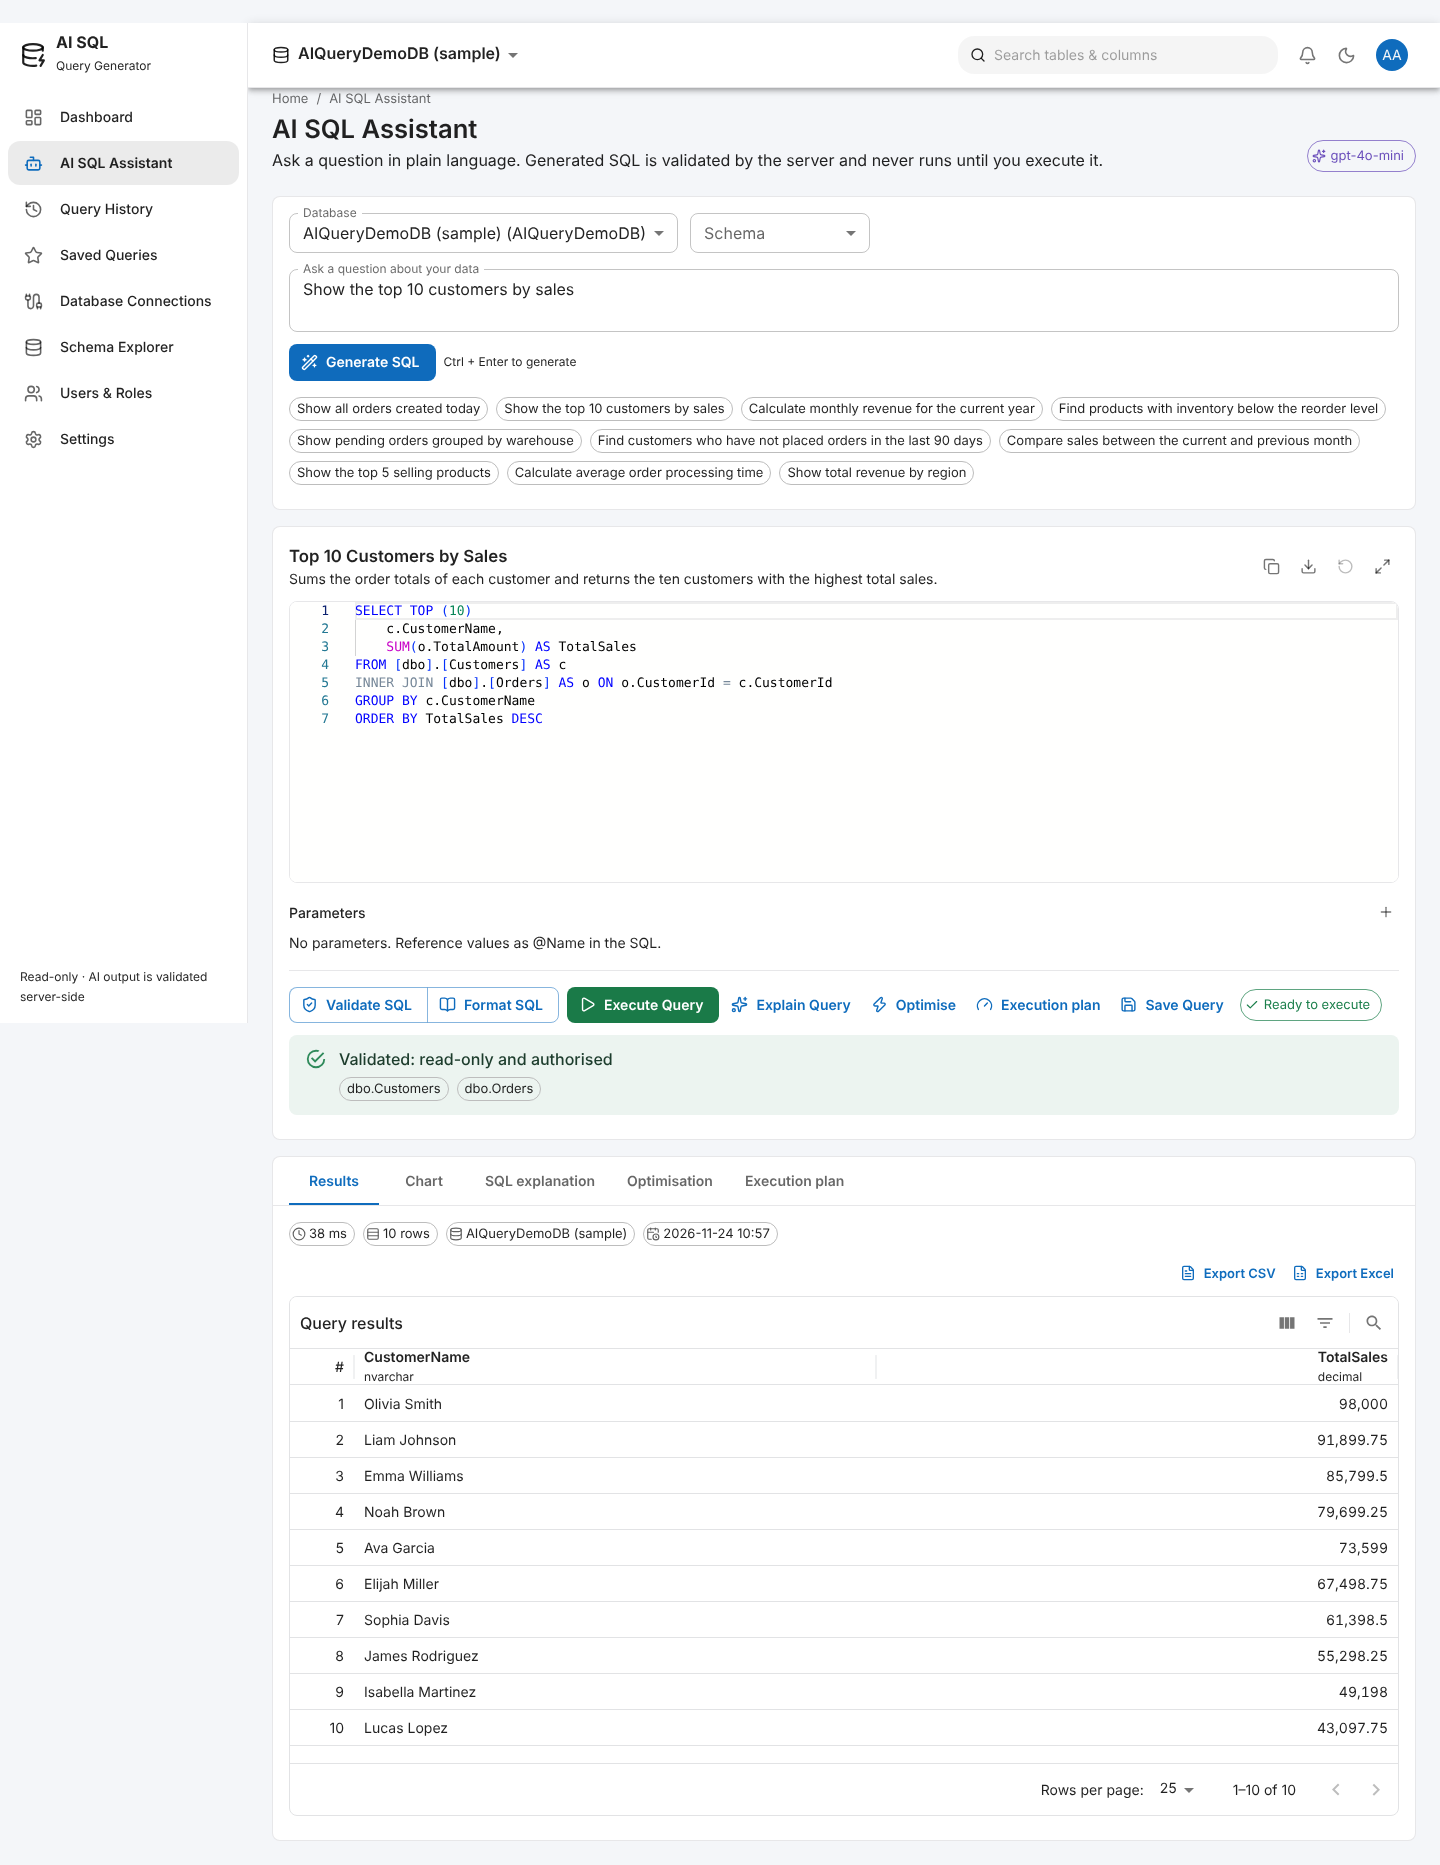 AI SQL
Query Generator
Dashboard
AI SQL Assistant
Query History
Saved Queries
Database Connections
Schema Explorer
Users & Roles
Settings
Read-only · AI output is validated
server-side
AIQueryDemoDB (sample)
Search tables & columns
AA
Home / AI SQL Assistant
AI SQL Assistant
Ask a question in plain language. Generated SQL is validated by the server and never runs until you execute it.
gpt-4o-mini
Database
AIQueryDemoDB (sample) (AIQueryDemoDB)
Schema
Ask a question about your data
Show the top 10 customers by sales
Generate SQL
Ctrl + Enter to generate
Show all orders created today
Show the top 10 customers by sales
Calculate monthly revenue for the current year
Find products with inventory below the reorder level
Show pending orders grouped by warehouse
Find customers who have not placed orders in the last 90 days
Compare sales between the current and previous month
Show the top 5 selling products
Calculate average order processing time
Show total revenue by region
Top 10 Customers by Sales
Sums the order totals of each customer and returns the ten customers with the highest total sales.
1 SELECT TOP (10)
2 c.CustomerName,
3 SUM(o.TotalAmount) AS TotalSales
4 FROM [dbo].[Customers] AS c
5 INNER JOIN [dbo].[Orders] AS o ON o.CustomerId = c.CustomerId
6 GROUP BY c.CustomerName
7 ORDER BY TotalSales DESC
Parameters
No parameters. Reference values as @Name in the SQL.
Validate SQL
Format SQL
Execute Query
Explain Query
Optimise
Execution plan
Save Query
Ready to execute
Validated: read-only and authorised
dbo.Customers
dbo.Orders
Results
Chart
SQL explanation
Optimisation
Execution plan
38 ms
10 rows
AIQueryDemoDB (sample)
2026-11-24 10:57
Export CSV
Export Excel
Query results
# CustomerName TotalSales
nvarchar decimal
1 Olivia Smith 98,000
2 Liam Johnson 91,899.75
3 Emma Williams 85,799.5
4 Noah Brown 79,699.25
5 Ava Garcia 73,599
6 Elijah Miller 67,498.75
7 Sophia Davis 61,398.5
8 James Rodriguez 55,298.25
9 Isabella Martinez 49,198
10 Lucas Lopez 43,097.75
Rows per page: 25 1–10 of 10